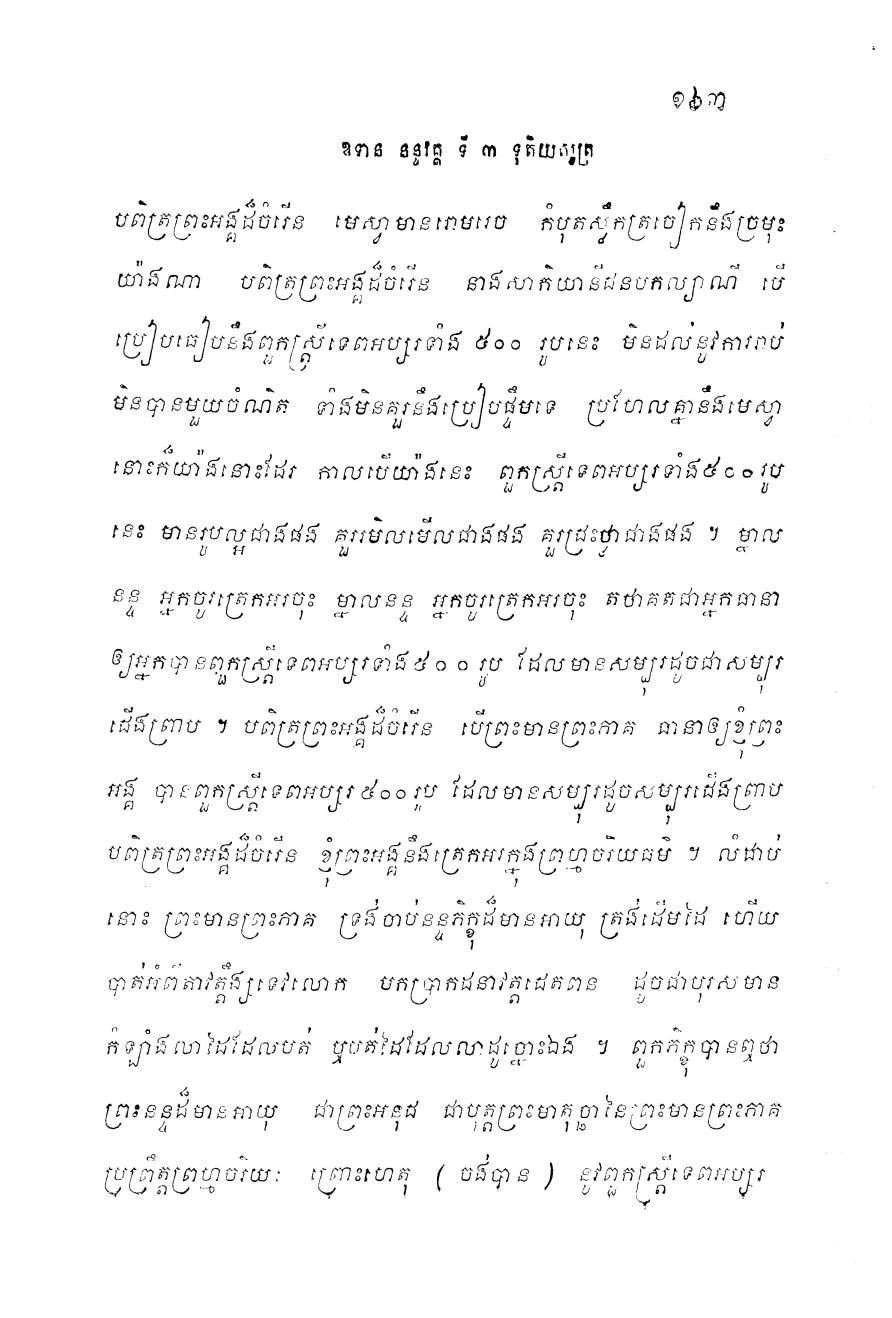 ១៦៣
ឧទាន នន្ទវគ្គ ទី ៣ ទុតិយសូត្រ
បពិត្រព្រះអង្គដ៏ចំរើន មេស្វាមានរោមរេច កំបុតស្លឹកត្រចៀកនឹងច្រមុះ
យ៉ាងណា បពិត្រព្រះអង្គដ៏ចំរើន នាងសាកិយានីជនបកល្យាណី បើ
ប្រៀបធៀបនឹងពួកស្រ្តីទេពអប្សរទាំង ៥០០ រូបនេះ មិនដល់នូវការរាប់
មិនបានមួយចំណិត ទាំងមិនគួរនឹងប្រៀបផ្ទឹមទេ ប្រហែលគ្នានឹងមេស្វា
នោះក៏យ៉ាងនោះដែរ កាលបើយ៉ាងនេះ ពួកស្រ្តីទេពអប្សរទាំង៥០០រូប
នេះ មានរូបល្អជាងផង គួររមិលមើលជាងផង គួរជ្រះថ្លាជាងផង ។ ម្នាល
នន្ទ អ្នកចូរត្រេកអរចុះ ម្នាលនន្ទ អ្នកចូរត្រេកអរចុះ តថាគតជាអ្នកធានា
ឲ្យអ្នកបានពួកស្រ្តីទេពអប្សរទាំង៥០០រូប ដែលមានសម្បុរដូចជាសម្បុរ
ជើងព្រាប ។ បពិត្រព្រះអង្គដ៏ចំរើន បើព្រះមានព្រះភាគ ធានាឲ្យខ្ញុំព្រះ
អង្គ បានពួកស្រ្តីទេពអប្សរ៥០០រូប ដែលមានសម្បុរដូចសម្បុរជើងព្រាប
បពិត្រព្រះអង្គដ៏ចំរើន ខ្ញុំព្រះអង្គនឹងត្រេកអរក្នុងព្រហ្មចរិយធម៌ ។ លំដាប់
នោះ ព្រះមានព្រះភាគ ទ្រង់ចាប់នន្ទភិក្ខុដ៏មានអាយុ ត្រង់ដើមដៃ ហើយ
បាត់អំពីតាវត្តឹង្សទេវលោក មកប្រាកដនាវត្តជេតពន ដូចជាបុរសមាន
កំឡាំងលាដៃដែលបត់ ឬបត់ដៃដែលលាដូច្នោះឯង ។ ពួកភិក្ខុបានឮថា
ព្រះនន្ទដ៏មានអាយុ ជាព្រះអនុជ ជាបុត្តព្រះមាតុច្ឆានៃព្រះមានព្រះភាគ
ប្រព្រឹត្តព្រហ្មចរិយៈ ព្រោះហេតុ ( ចង់បាន ) នូវពួកស្រ្តីទេពអប្សរ